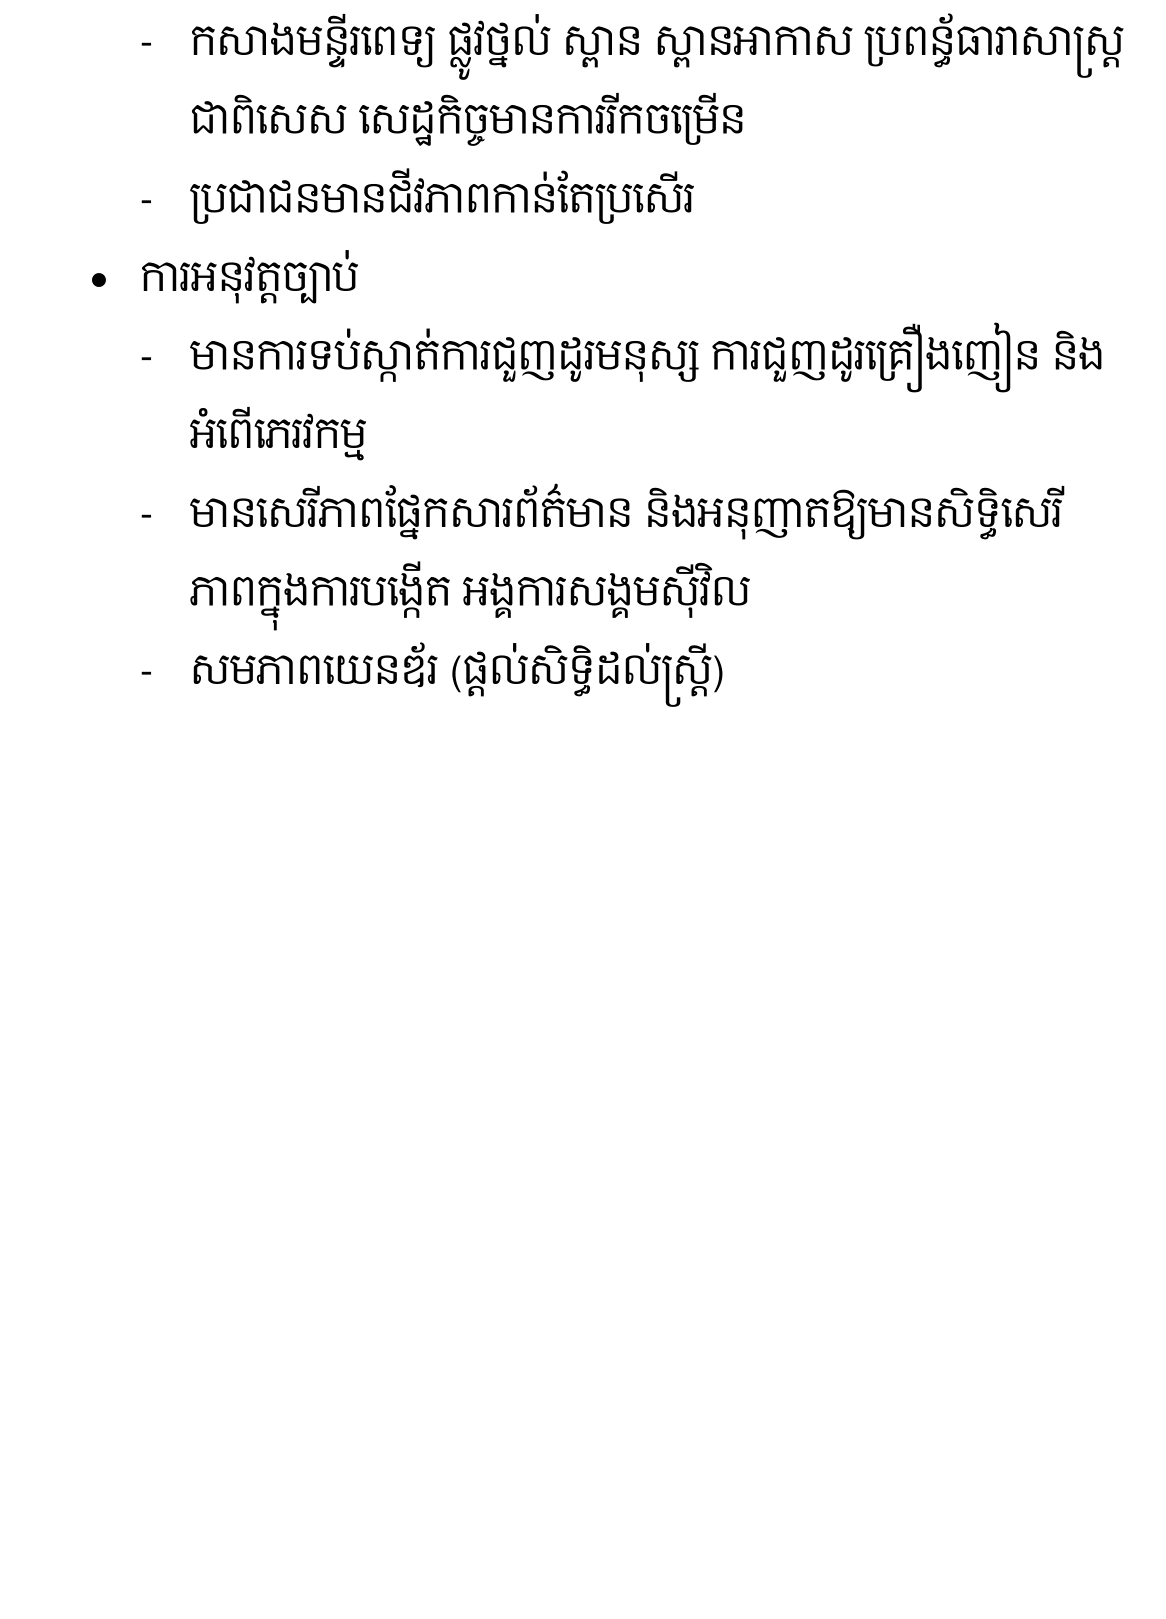 - កសាងមន្ទីរពេទ្យ ផ្លូវថ្នល់ ស្ពាន ស្ពានអាកាស ប្រពន្ធ័ធារាសាស្រ្ត
ជាពិសេស សេដ្ឋកិច្ចមានការរីកចម្រើន
- ប្រជាជនមានជីវភាពកាន់តែប្រសើរ
• ការអនុវត្តច្បាប់
- មានការទប់ស្កាត់ការជួញដូរមនុស្ស ការជួញដូរគ្រឿងញៀន និង
អំពើភេរវកម្ម
- មានសេរីភាពផ្នែកសារព័ត៌មាន និងអនុញាតឱ្យមានសិទ្ធិសេរី
ភាពក្នុងការបង្កើត អង្គការសង្គមស៊ីវិល
- សមភាពយេនឌ័រ (ផ្តល់សិទ្ធិដល់ស្រ្តី)